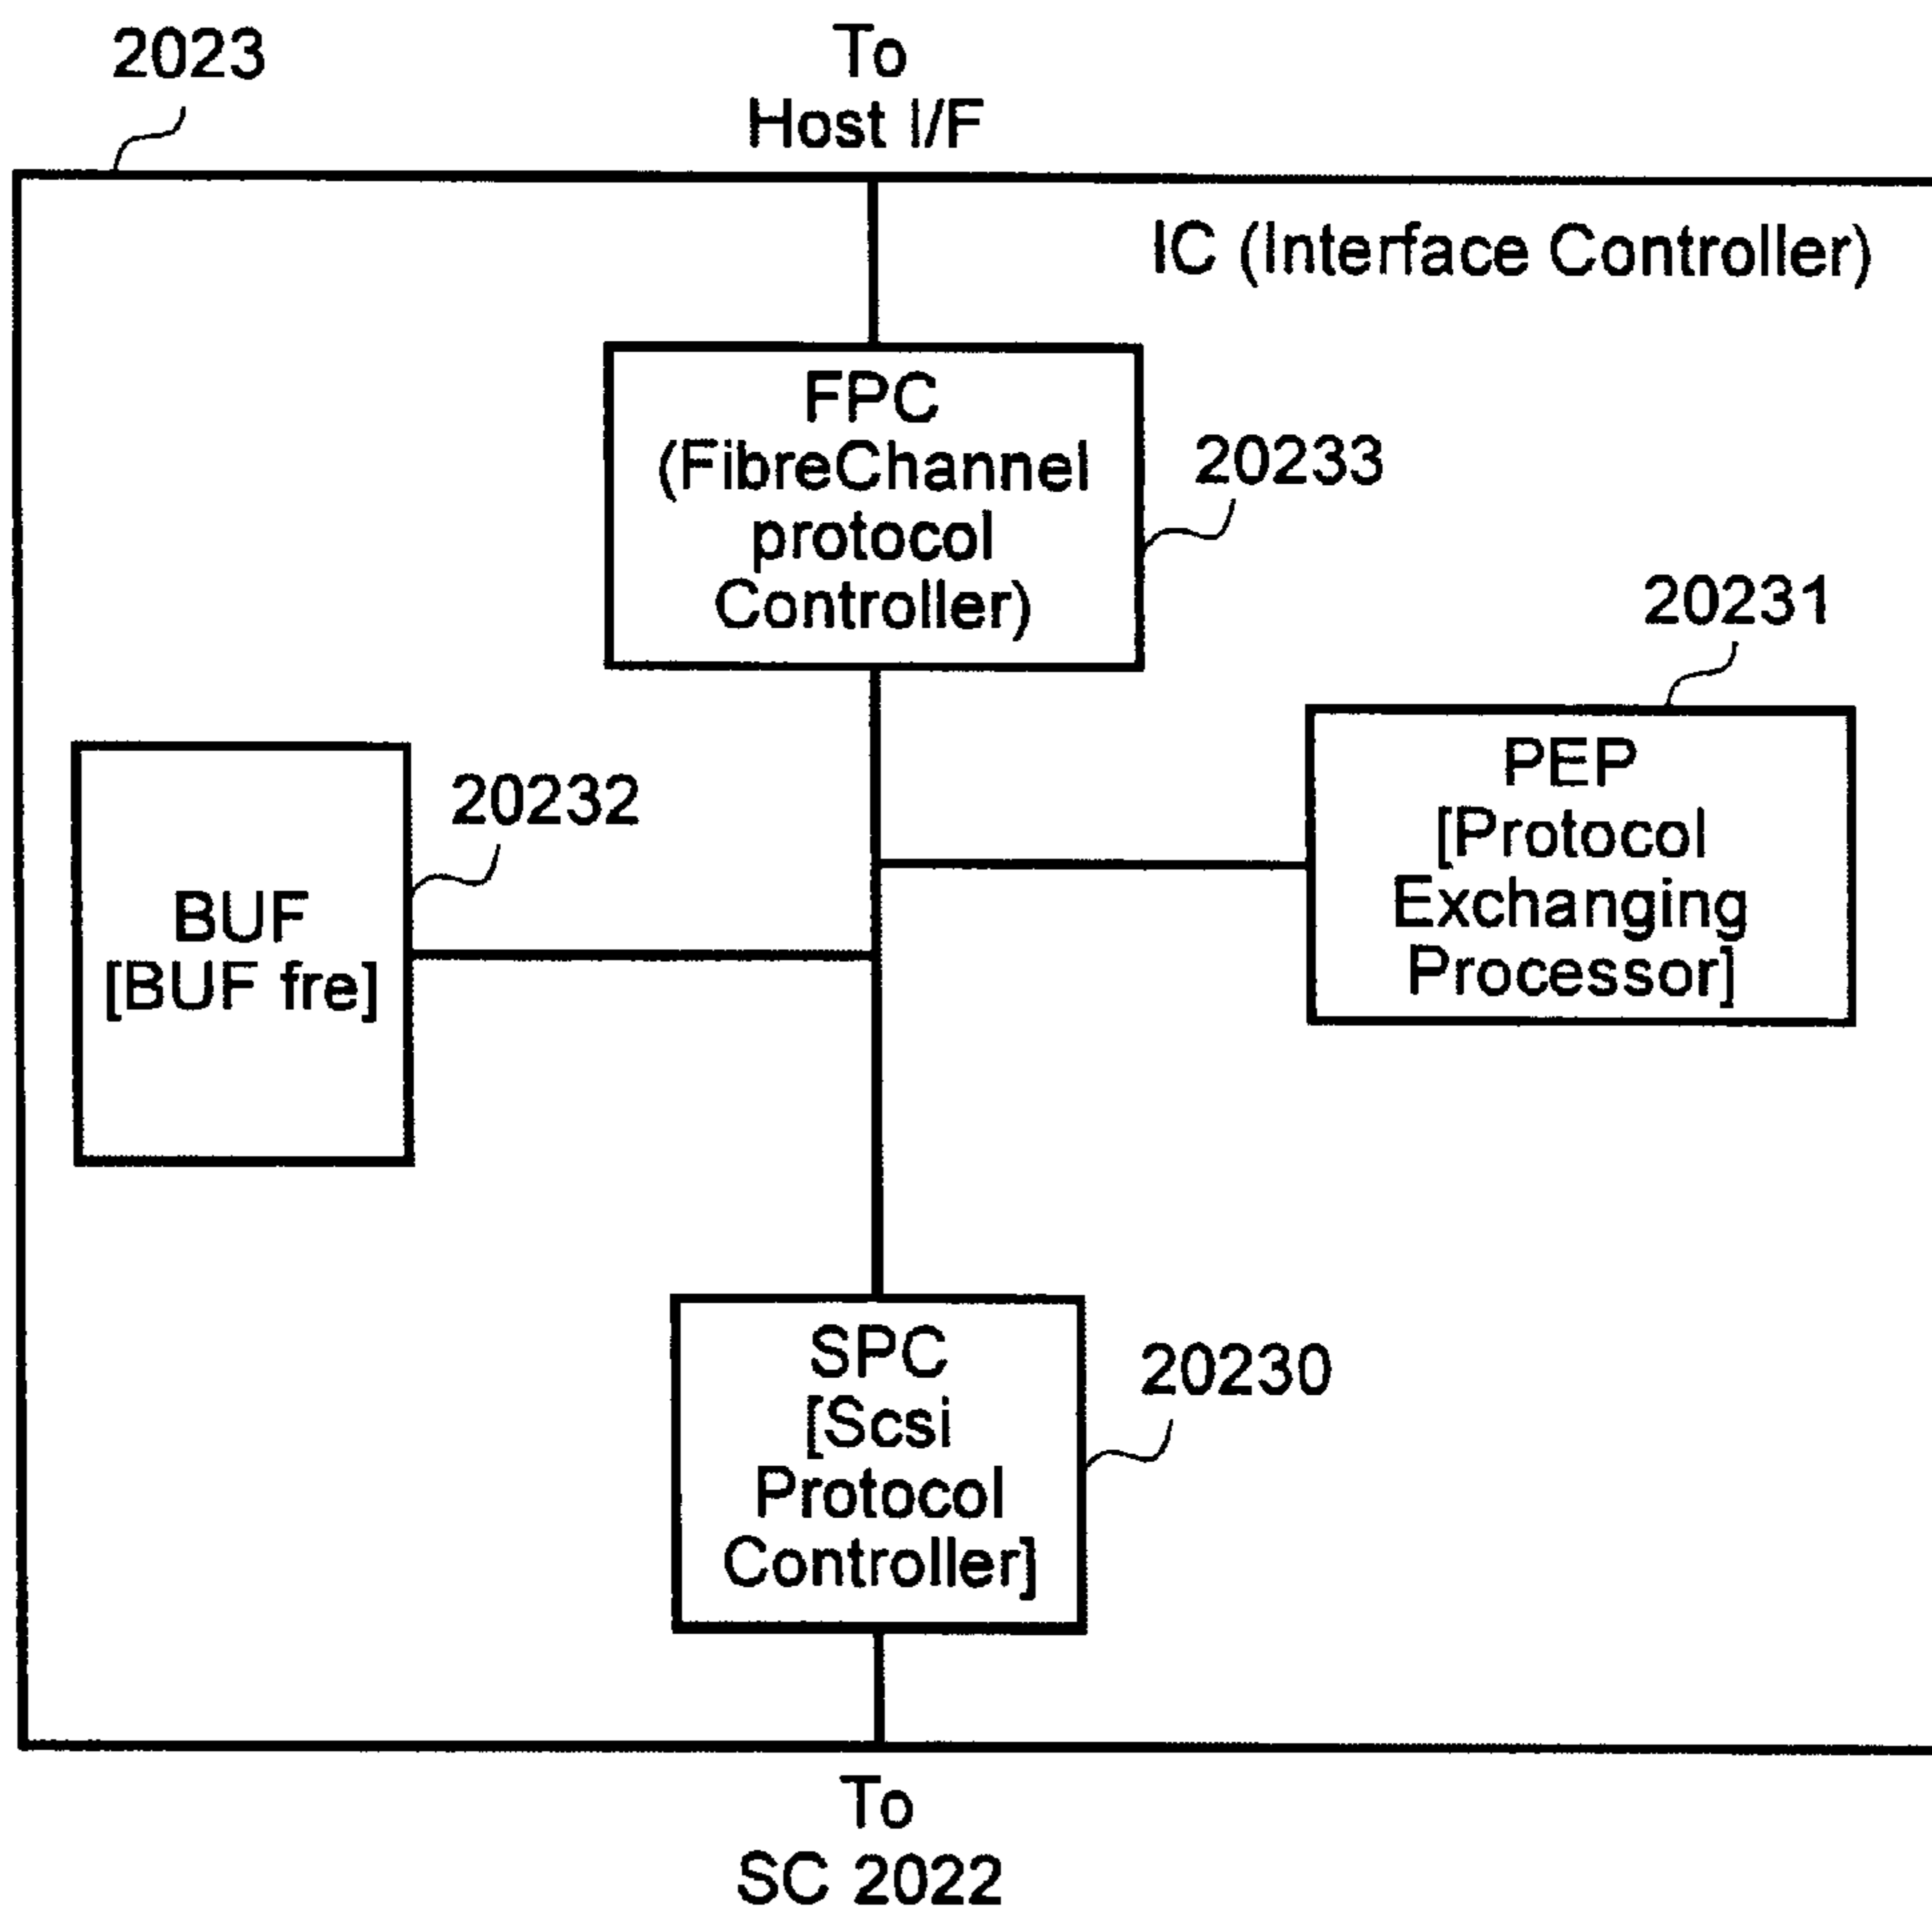 2023
To
Host I/F
IC (Interface Controller)
FPC
(FibreChannel
protocol
Controller)
20233
20231
PEP
[Protocol
Exchanging
Processor]
20232
BUF
[BUF fre]
SPC
[Scsi
Protocol
Controller]
20230
To
SC 2022